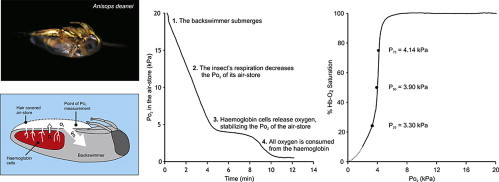 Anisops deanei
Hair covered
air-store
Point of Po₂
measurement
O₂
Haemoglobin
cells
Backswimmer
Po₂ in the air-store (kPa)
20
15
10
5
0
1. The backswimmer submerges
2. The insect's respiration decreases
the Po₂ of its air-store
3. Haemoglobin cells release oxygen,
stabilizing the Po₂ of the air-store
4. All oxygen is consumed
from the haemoglobin
0 2 4 6 8 10 12
Time (min)
% Hb-O₂ Saturation
100
80
60
40
20
0
P₇₅ = 4.14 kPa
P₅₀ = 3.90 kPa
P₂₅ = 3.30 kPa
0 4 8 12 16 20
Po₂ (kPa)